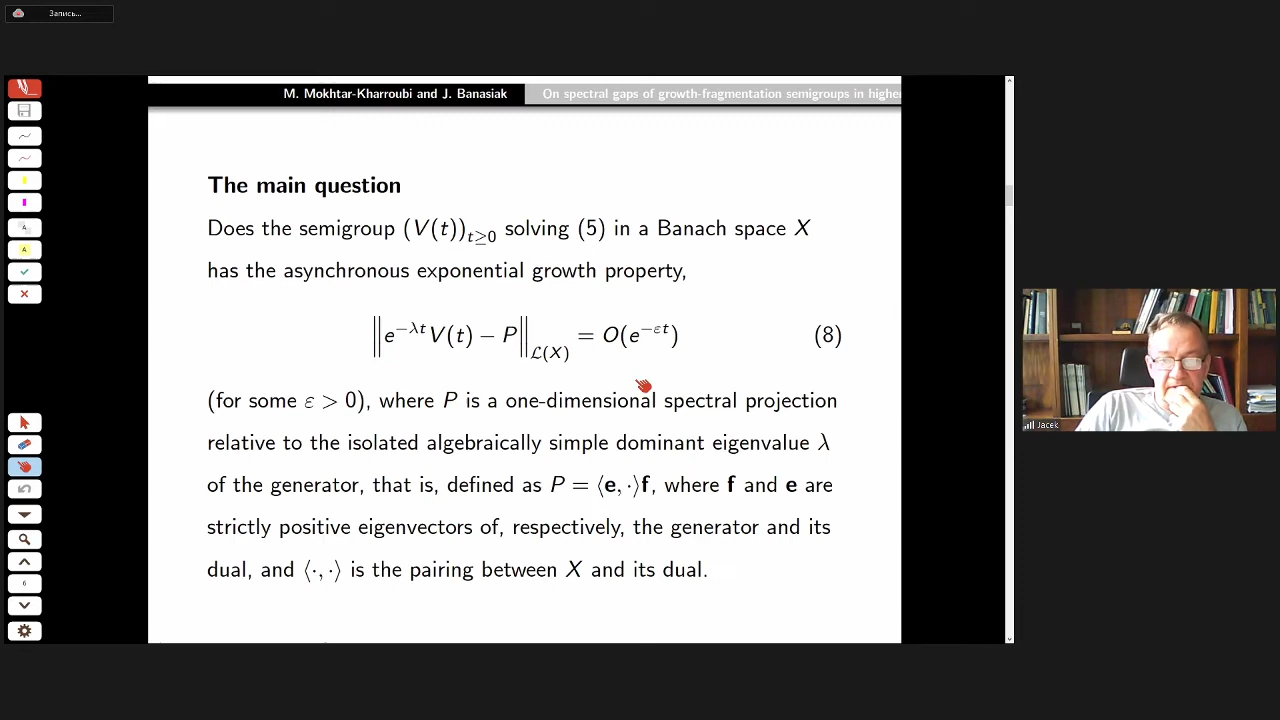 Запись...
M. Mokhtar-Kharroubi and J. Banasiak On spectral gaps of growth-fragmentation semigroups in higher
The main question
Does the semigroup (V(t))_{t≥0} solving (5) in a Banach space X
has the asynchronous exponential growth property,
‖e^{−λt}V(t) − P‖_{ℒ(X)} = O(e^{−εt}) (8)
(for some ε > 0), where P is a one-dimensional spectral projection
relative to the isolated algebraically simple dominant eigenvalue λ
of the generator, that is, defined as P = ⟨e, ·⟩f, where f and e are
strictly positive eigenvectors of, respectively, the generator and its
dual, and ⟨·, ·⟩ is the pairing between X and its dual.
A
A
6
Jacek